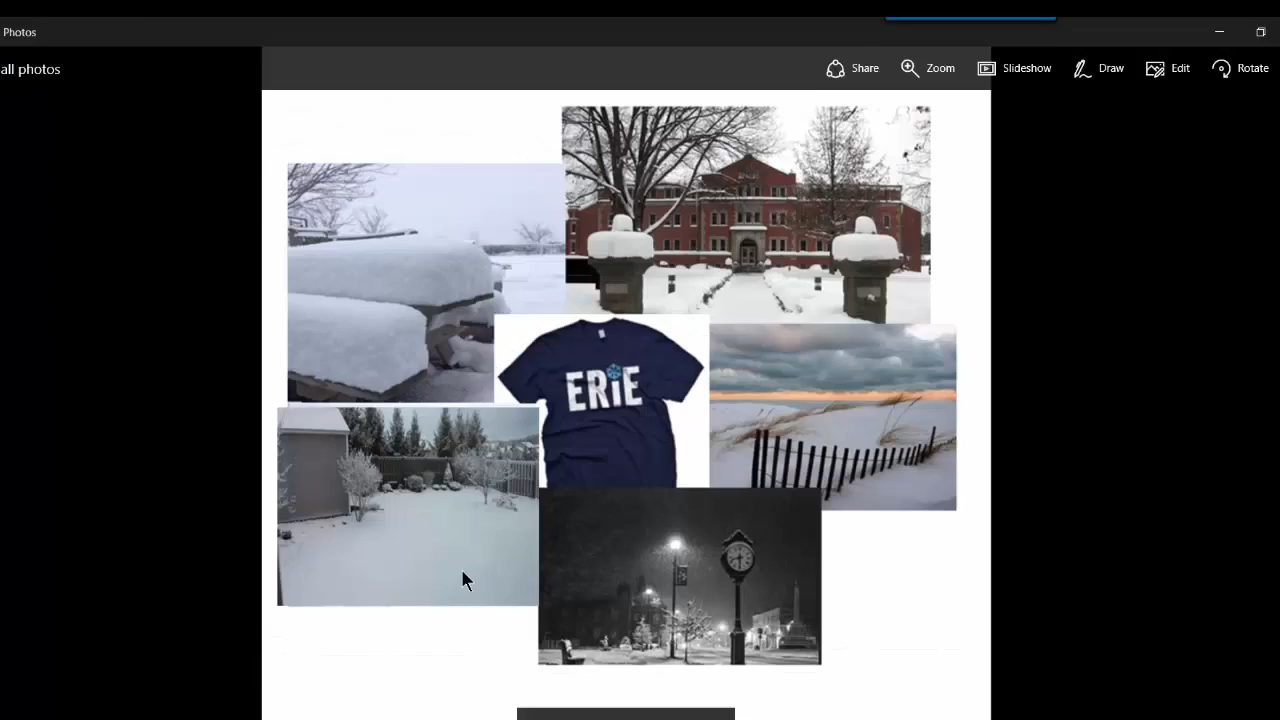 Photos
all photos
Share
Zoom
Slideshow
Draw
Edit
Rotate
ERiE